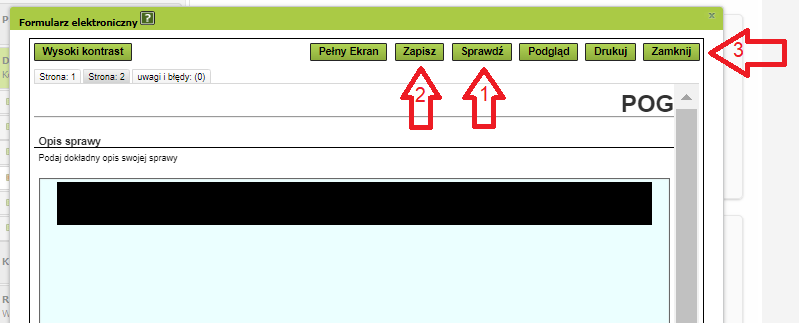 Formularz elektroniczny ?
Wysoki kontrast Pełny Ekran Zapisz Sprawdź Podgląd Drukuj Zamknij
3
2 1
Strona: 1 Strona: 2 uwagi i błędy: (0)
POG
Opis sprawy
Podaj dokładny opis swojej sprawy
P
D
K
R
W